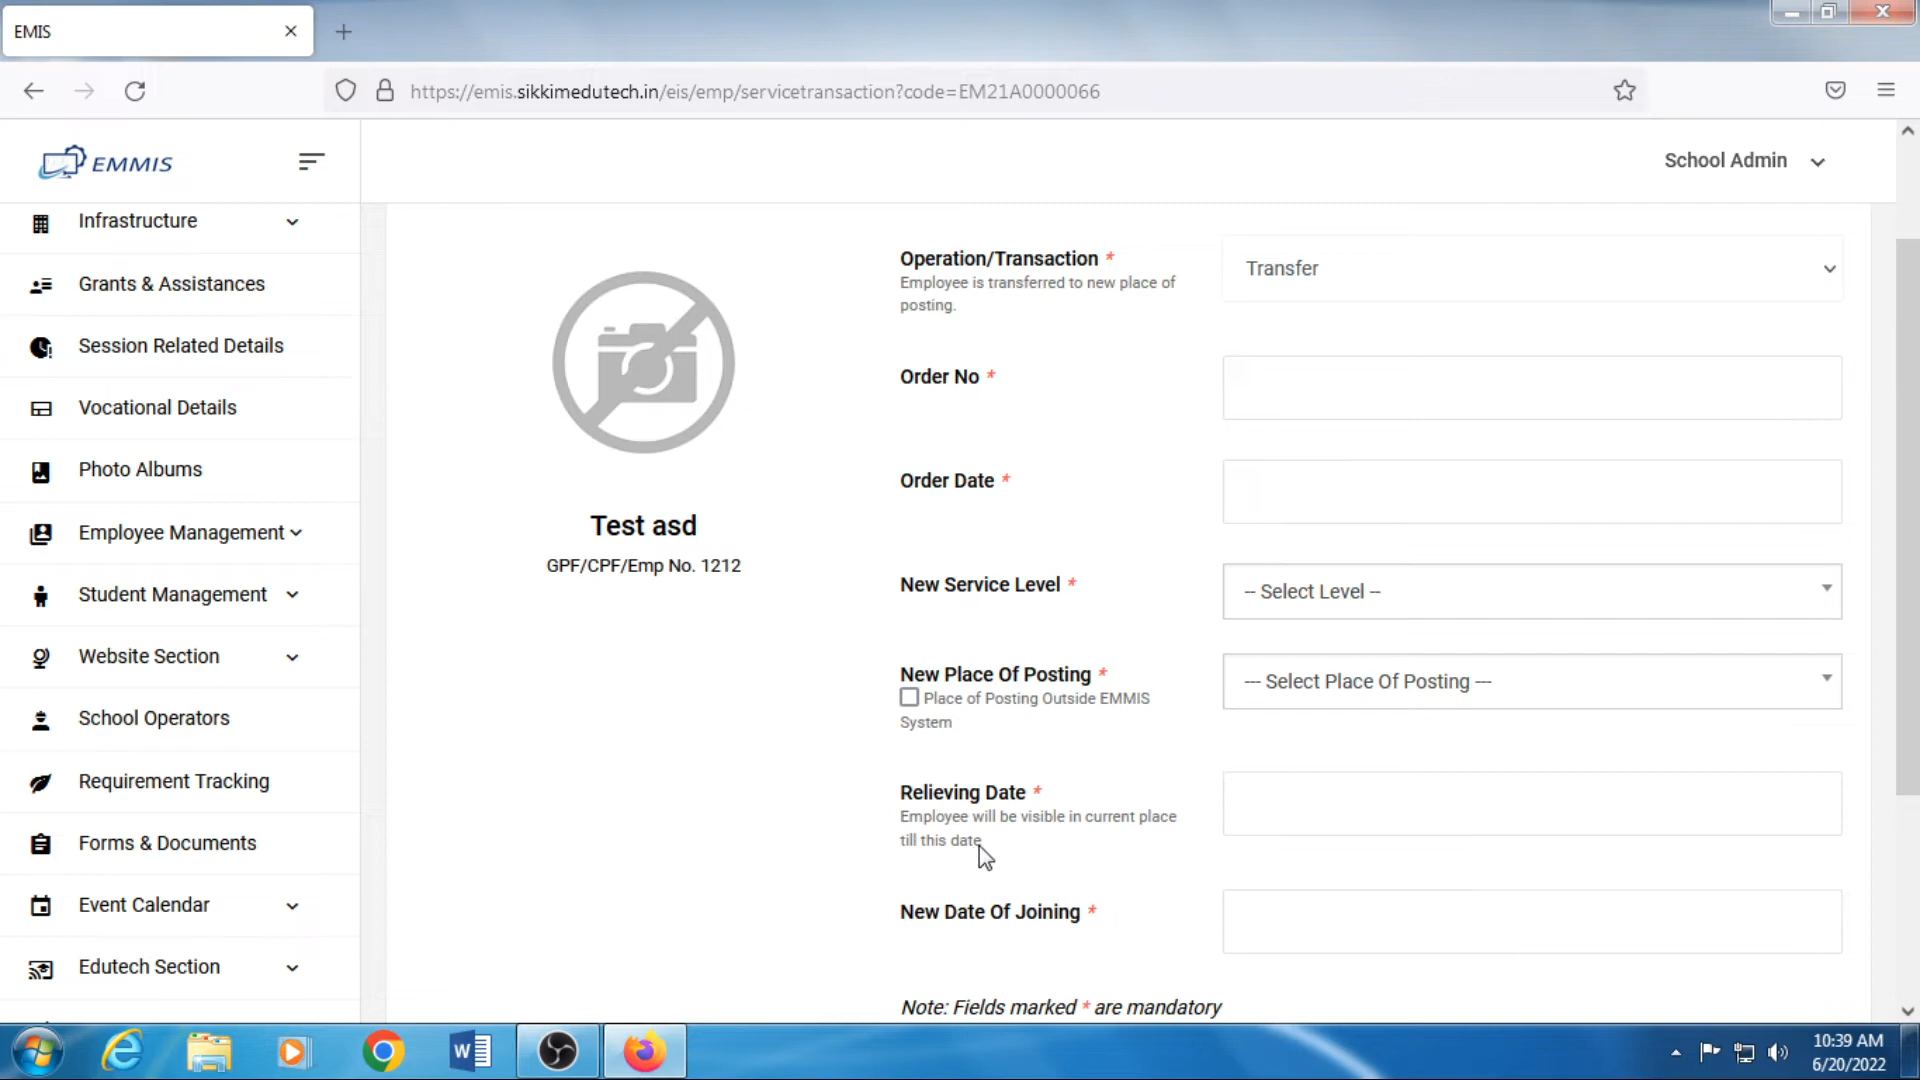 EMIS
https://emis.sikkimedutech.in/eis/emp/servicetransaction?code=EM21A0000066
EMMIS
School Admin
Infrastructure
Grants & Assistances
Session Related Details
Vocational Details
Photo Albums
Employee Management
Student Management
Website Section
School Operators
Requirement Tracking
Forms & Documents
Event Calendar
Edutech Section
Test asd
GPF/CPF/Emp No. 1212
Operation/Transaction *
Employee is transferred to new place of
posting.
Transfer
Order No *
Order Date *
New Service Level *
-- Select Level --
New Place Of Posting *
Place of Posting Outside EMMIS
System
--- Select Place Of Posting ---
Relieving Date *
Employee will be visible in current place
till this date
New Date Of Joining *
Note: Fields marked * are mandatory
10:39 AM
6/20/2022